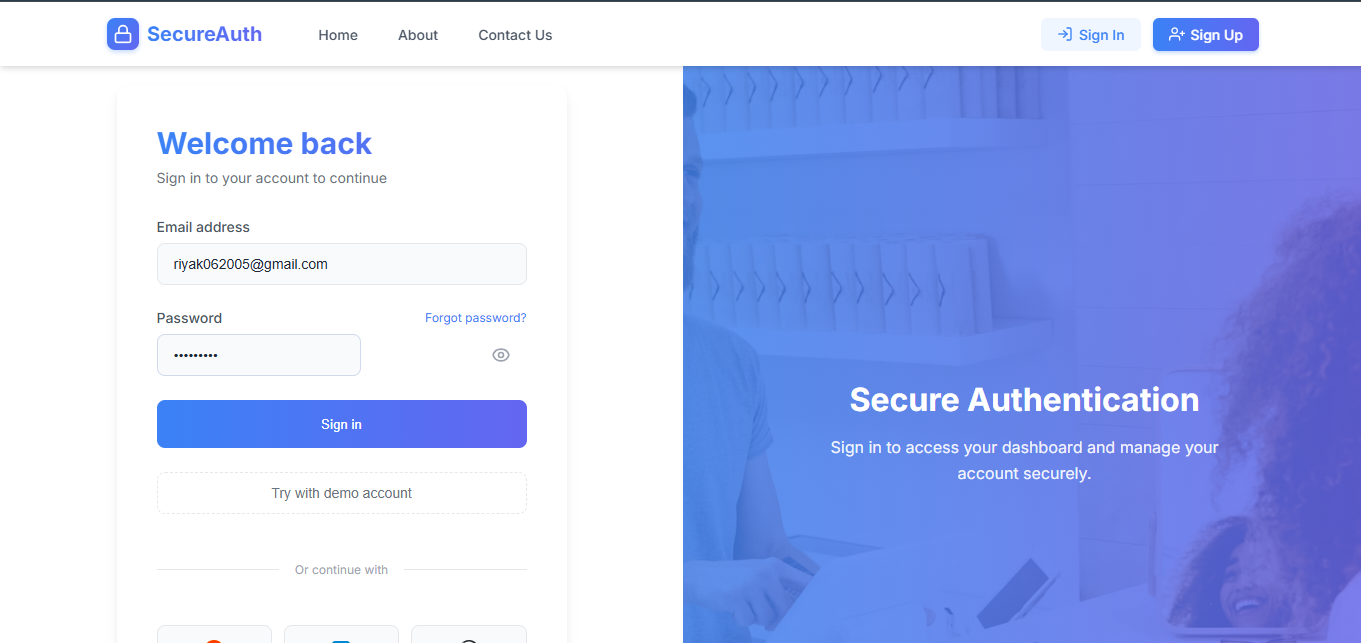 SecureAuth
Home
About
Contact Us
Sign In
Sign Up
Welcome back
Sign in to your account to continue
Email address
riyak062005@gmail.com
Password
Forgot password?
•••••••••
Sign in
Try with demo account
Or continue with
Secure Authentication
Sign in to access your dashboard and manage your
account securely.